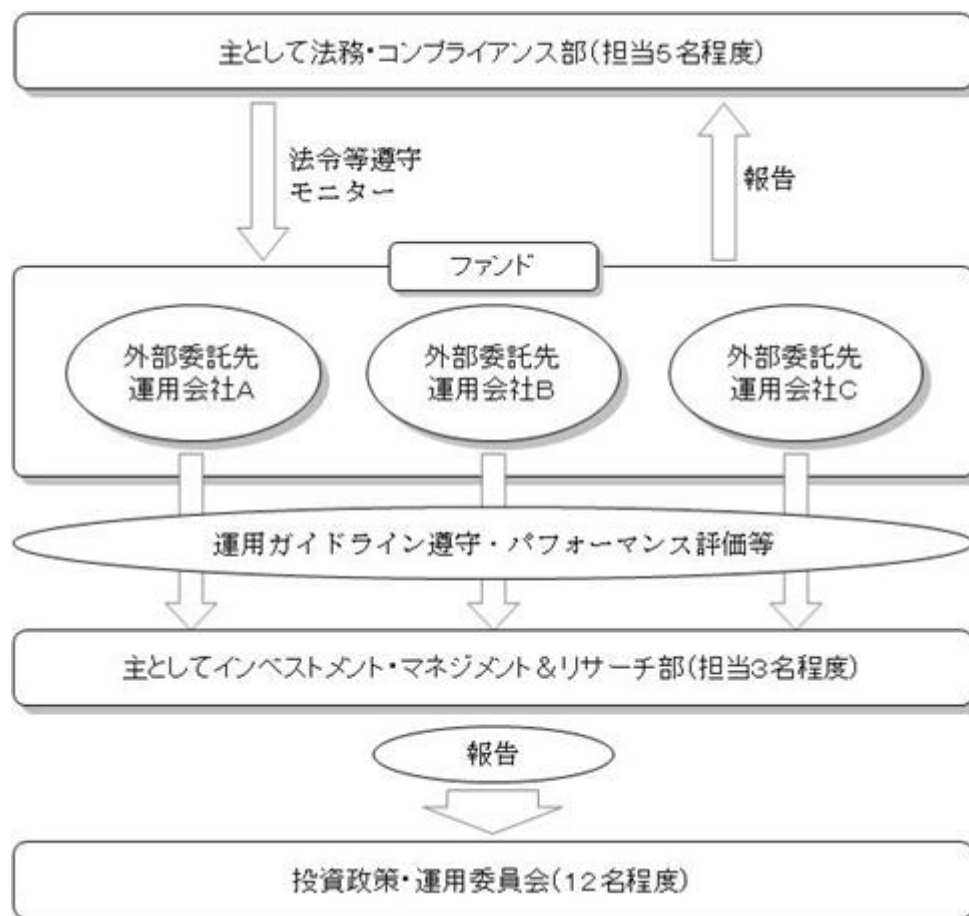 主として法務・コンプライアンス部(担当5名程度)
法令等遵守
モニター
報告
ファンド
外部委託先
運用会社A
外部委託先
運用会社B
外部委託先
運用会社C
運用ガイドライン遵守・パフォーマンス評価等
主としてインベストメント・マネジメント&リサーチ部(担当3名程度)
報告
投資政策・運用委員会(12名程度)